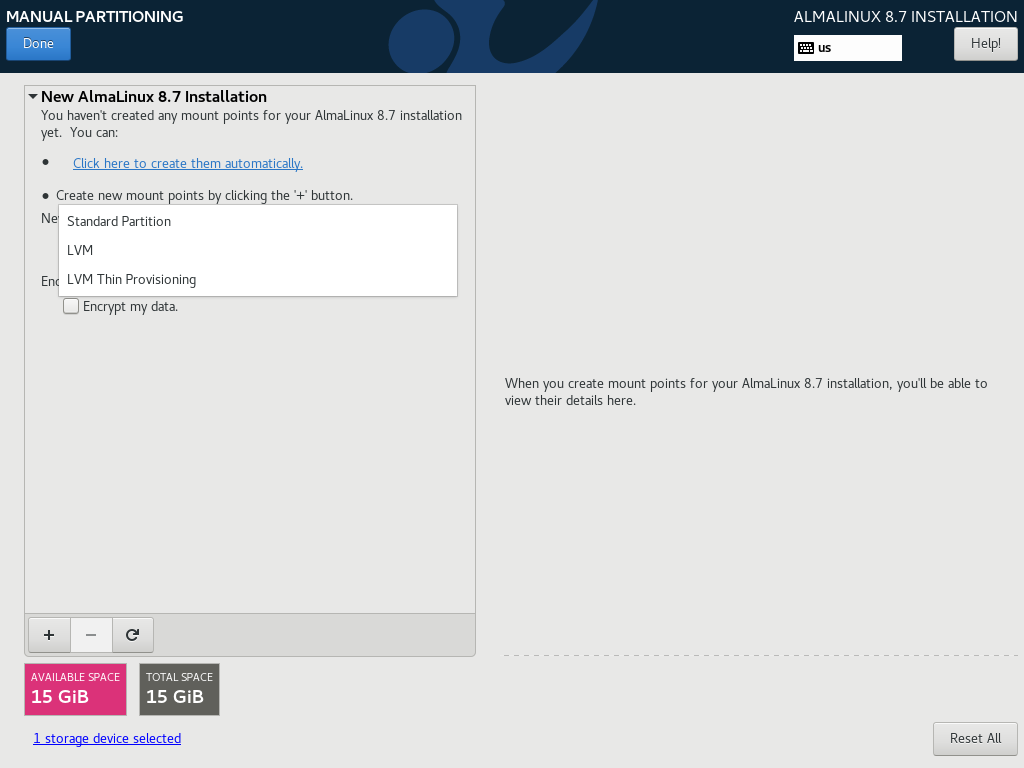 MANUAL PARTITIONING
ALMALINUX 8.7 INSTALLATION
Done
us
Help!
New AlmaLinux 8.7 Installation
You haven't created any mount points for your AlmaLinux 8.7 installation
yet.  You can:
Click here to create them automatically.
Create new mount points by clicking the '+' button.
Standard Partition
LVM
LVM Thin Provisioning
Encrypt my data.
When you create mount points for your AlmaLinux 8.7 installation, you'll be able to
view their details here.
AVAILABLE SPACE
15 GiB
TOTAL SPACE
15 GiB
1 storage device selected
Reset All